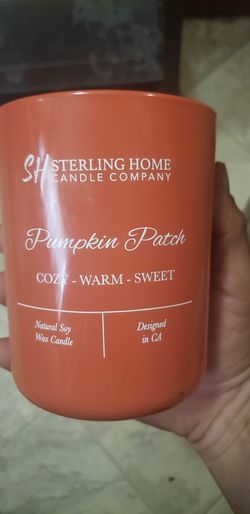 SH STERLING HOME
CANDLE COMPANY
Pumpkin Patch
COZY - WARM - SWEET
Natural Soy
Wax Candle
Designed
in CA